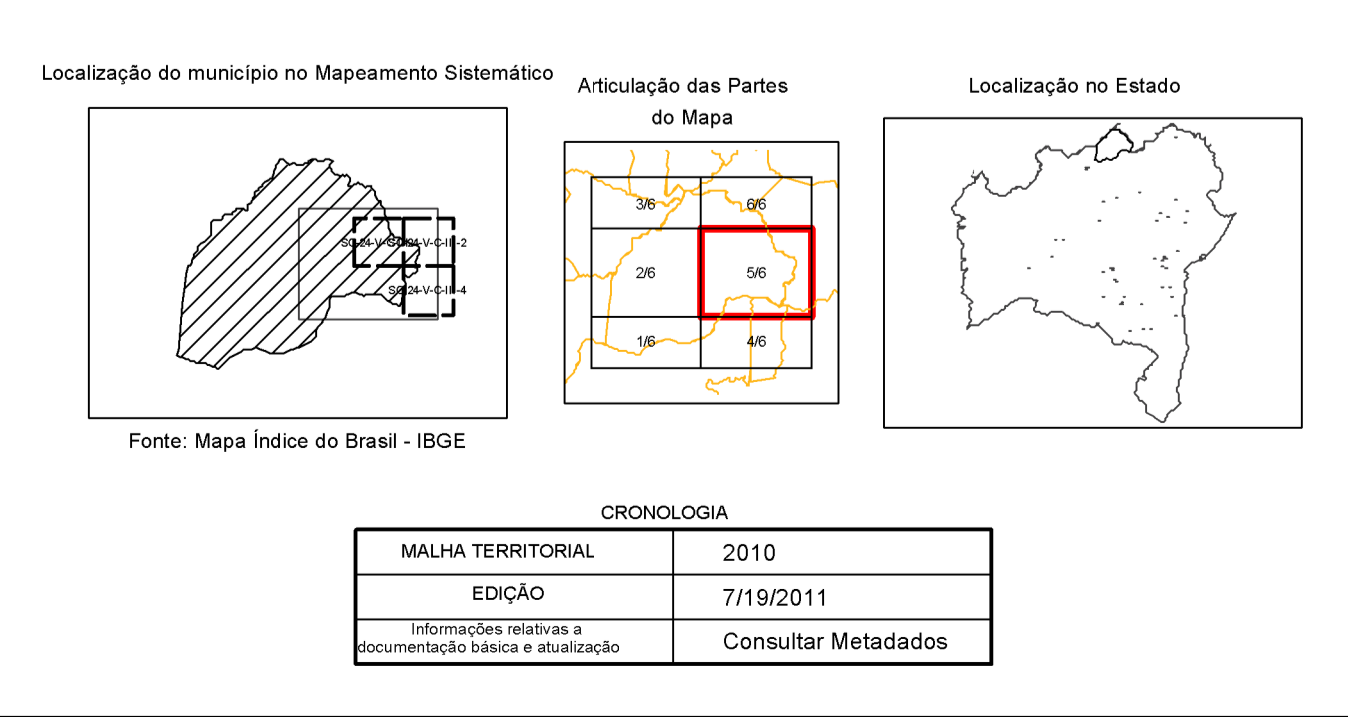 Localização do município no Mapeamento Sistemático
Articulação das Partes
do Mapa
Localização no Estado
3/6
6/6
2/6
5/6
1/6
4/6
Fonte: Mapa Índice do Brasil - IBGE
CRONOLOGIA
MALHA TERRITORIAL
2010
EDIÇÃO
7/19/2011
Informações relativas a
documentação básica e atualização
Consultar Metadados